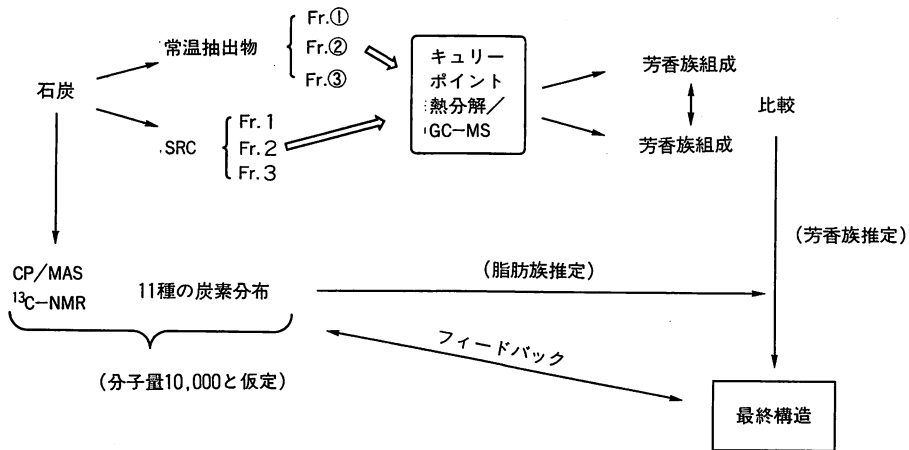 常温抽出物
Fr.①
Fr.②
Fr.③
石炭
SRC
Fr.1
Fr.2
Fr.3
キュリー
ポイント
熱分解/
GC-MS
芳香族組成
芳香族組成
比較
(芳香族推定)
CP/MAS
¹³C-NMR
11種の炭素分布
(脂肪族推定)
フィードバック
(分子量10,000と仮定)
最終構造